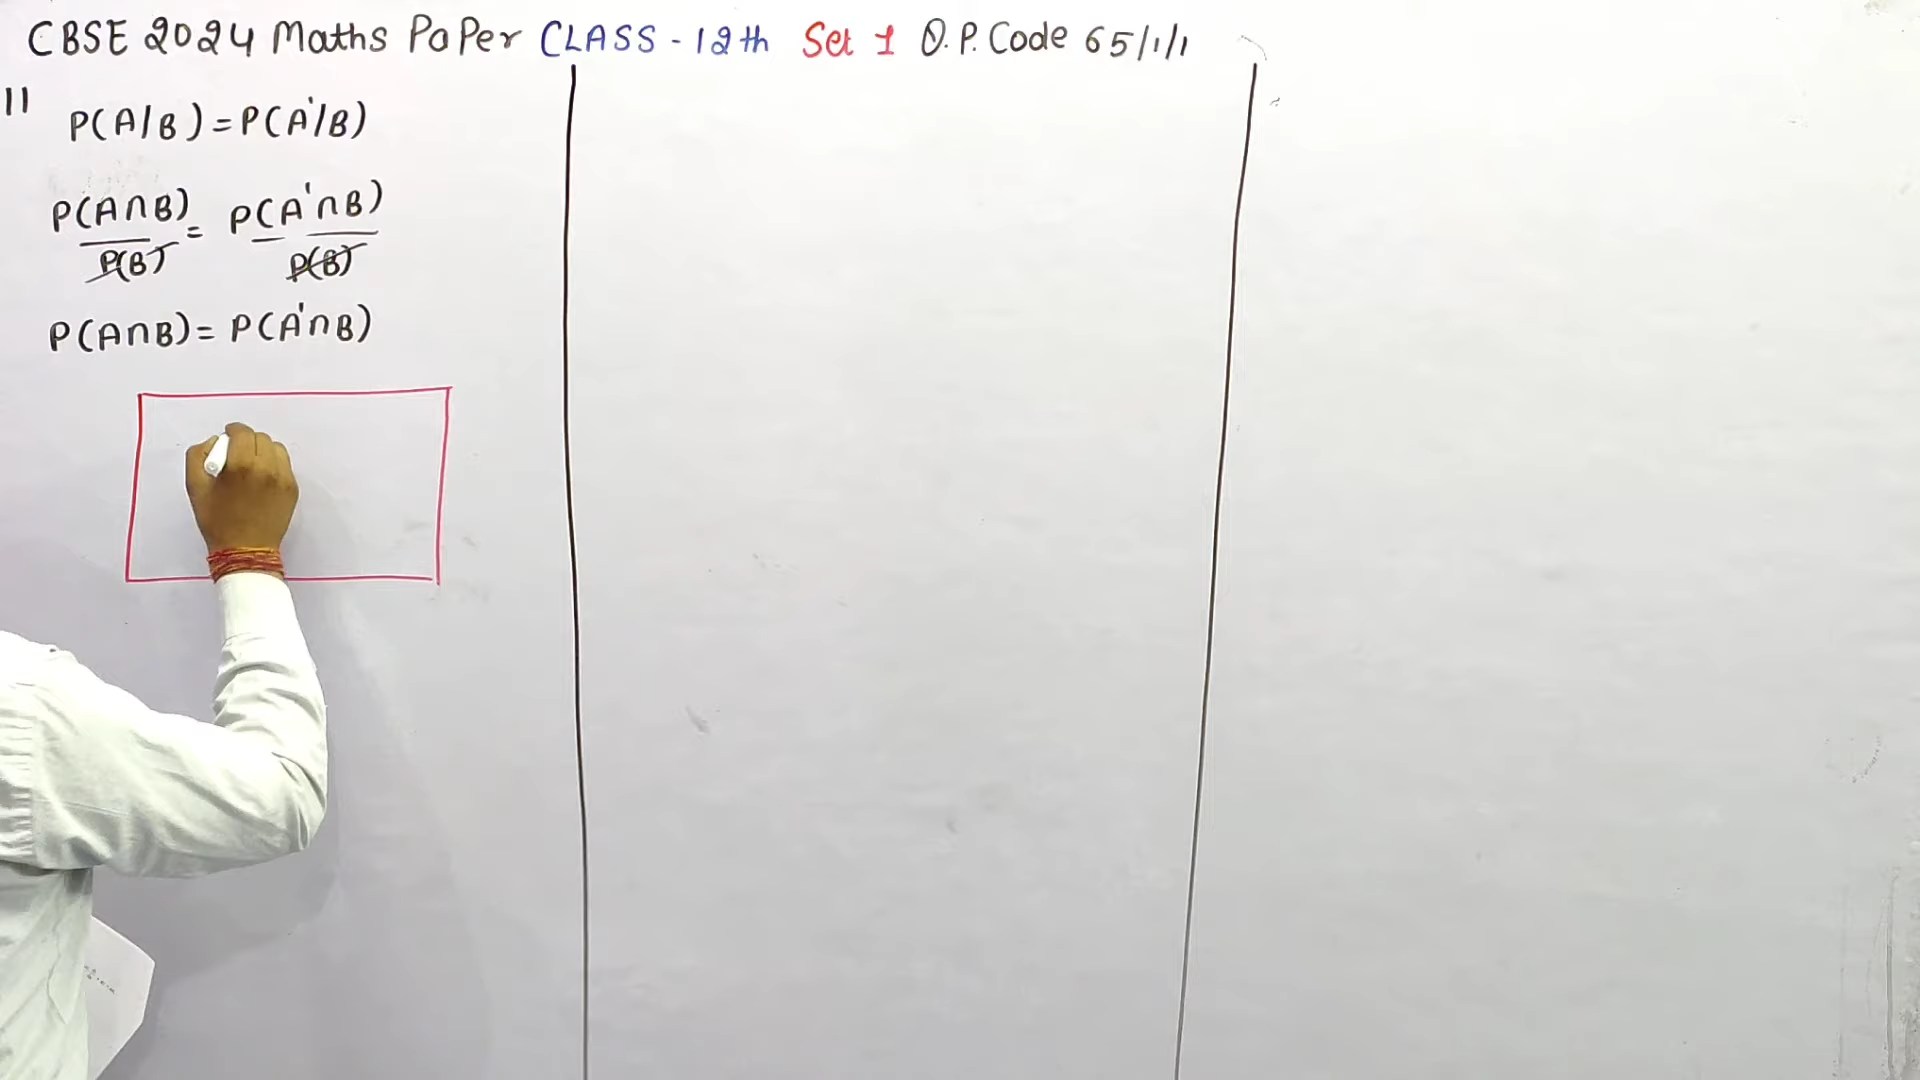 CBSE 2024 Maths PaPer CLASS - 12th Set 1 Q.P. Code 65/1/1
11
P(A/B) = P(A'/B)
P(A∩B) = P(A'∩B)
P(B) P(B)
P(A∩B) = P(A'∩B)